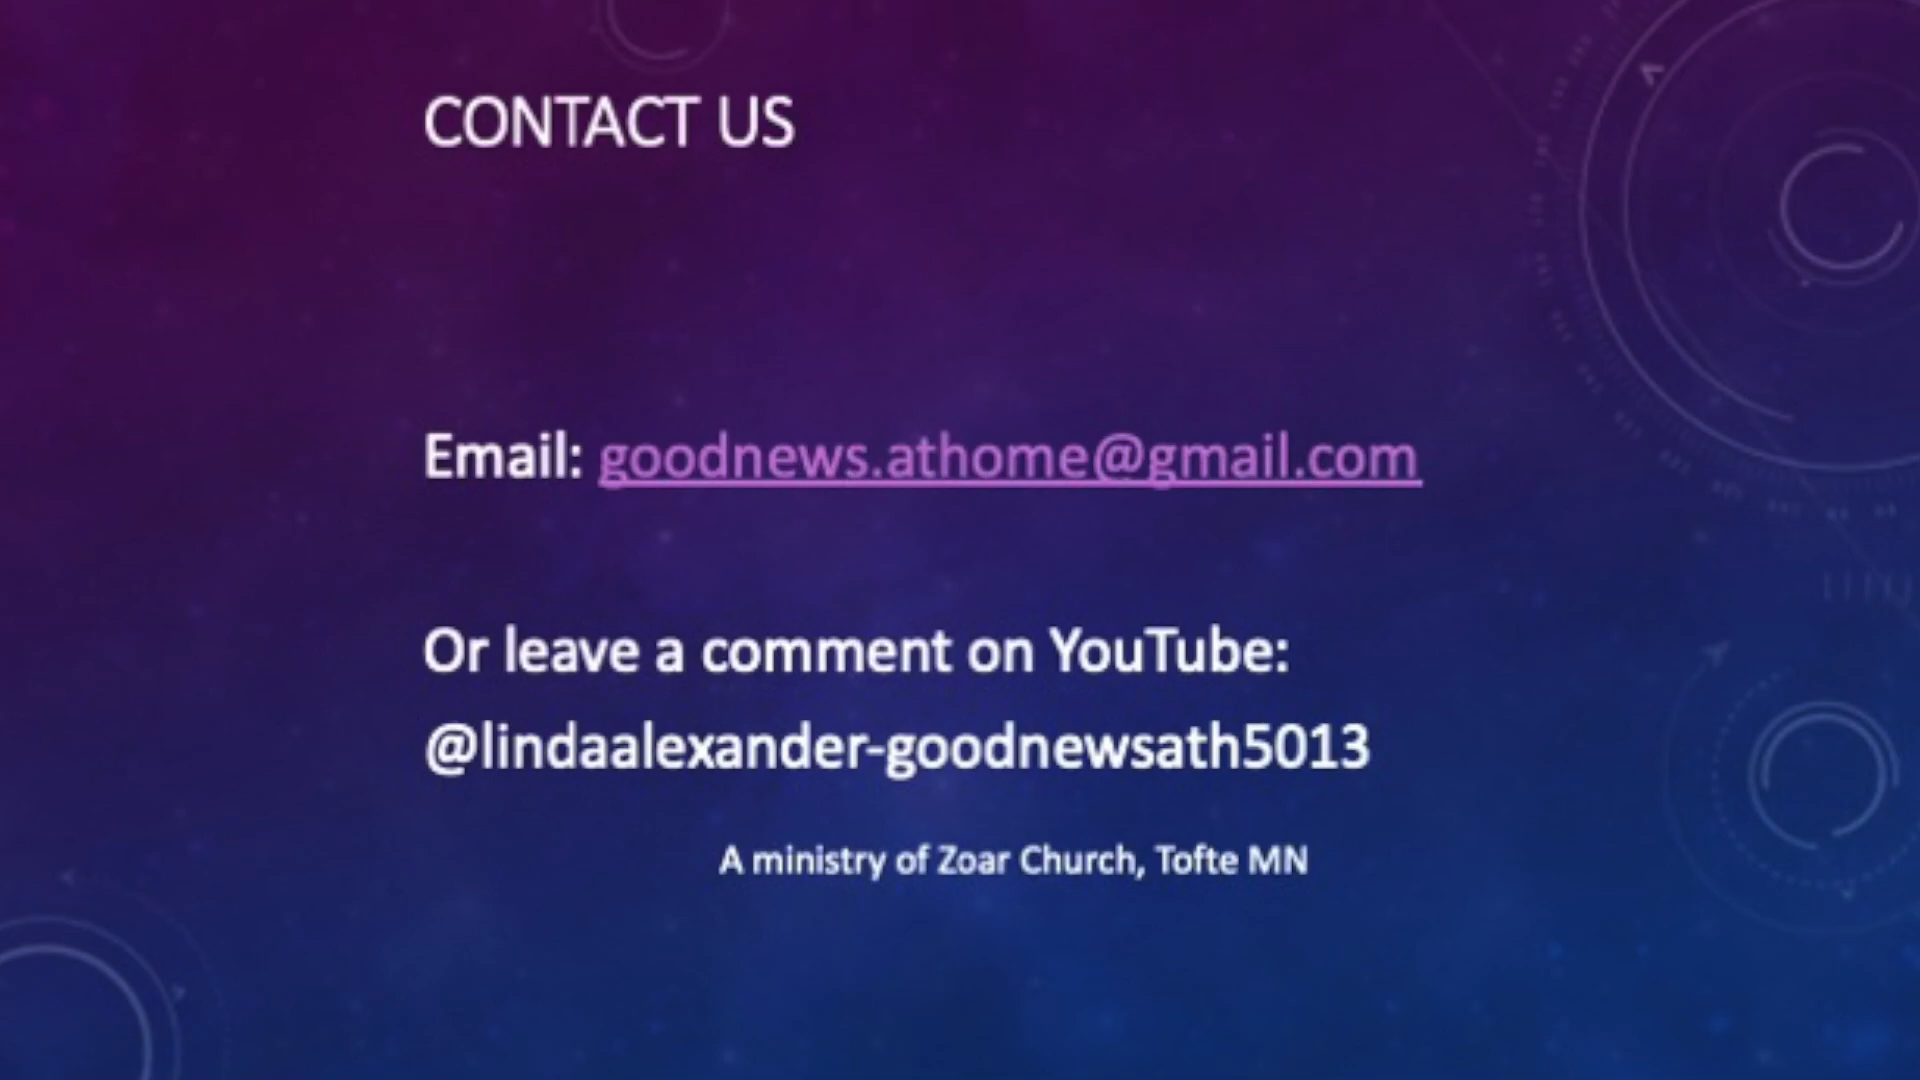 CONTACT US
Email: goodnews.athome@gmail.com
Or leave a comment on YouTube:
@lindaalexander-goodnewsath5013
A ministry of Zoar Church, Tofte MN